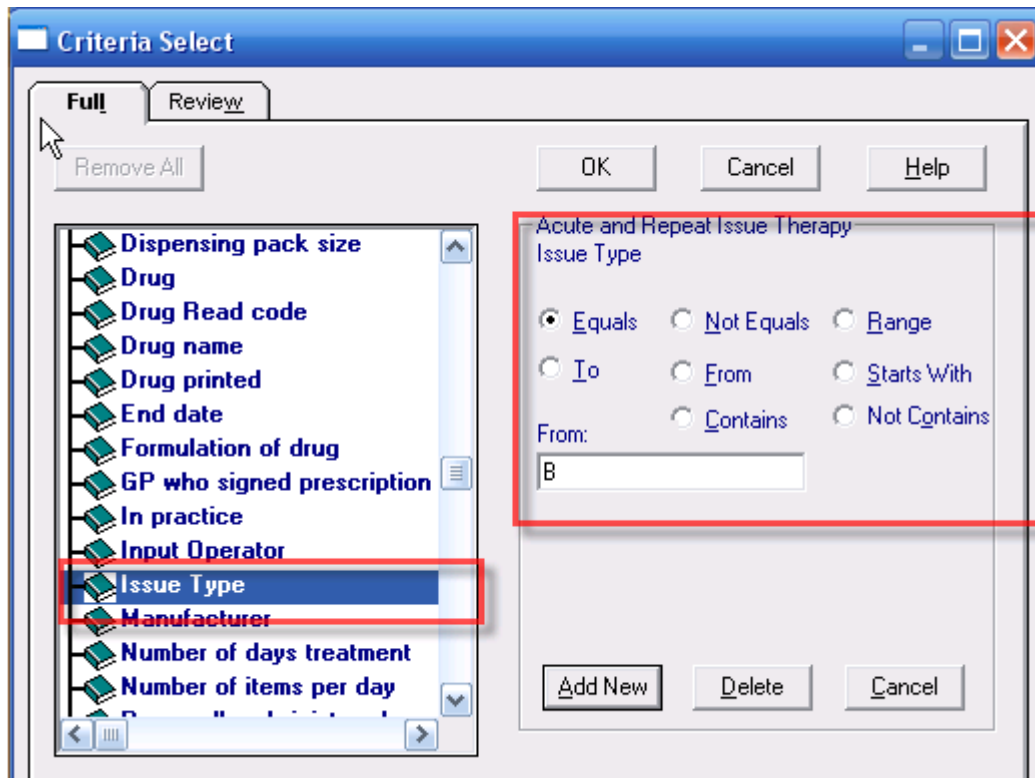 Criteria Select
Full Review
Remove All OK Cancel Help
Dispensing pack size
Drug
Drug Read code
Drug name
Drug printed
End date
Formulation of drug
GP who signed prescription
In practice
Input Operator
Issue Type
Manufacturer
Number of days treatment
Number of items per day
Acute and Repeat Issue Therapy
Issue Type
Equals Not Equals Range
To From Starts With
Contains Not Contains
From:
B
Add New Delete Cancel